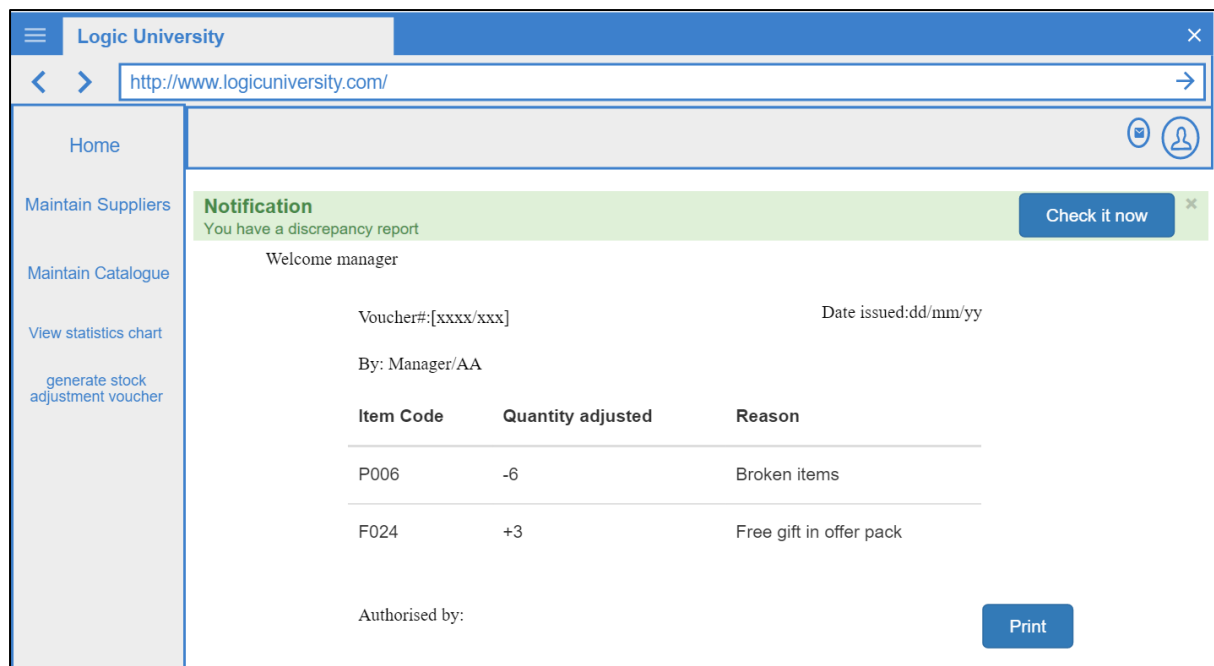 Logic University
http://www.logicuniversity.com/
Home
Maintain Suppliers
Maintain Catalogue
View statistics chart
generate stock
adjustment voucher
Notification
You have a discrepancy report
Check it now
Welcome manager
Voucher#:[xxxx/xxx]
Date issued:dd/mm/yy
By: Manager/AA
Item Code Quantity adjusted Reason
P006 -6 Broken items
F024 +3 Free gift in offer pack
Authorised by:
Print